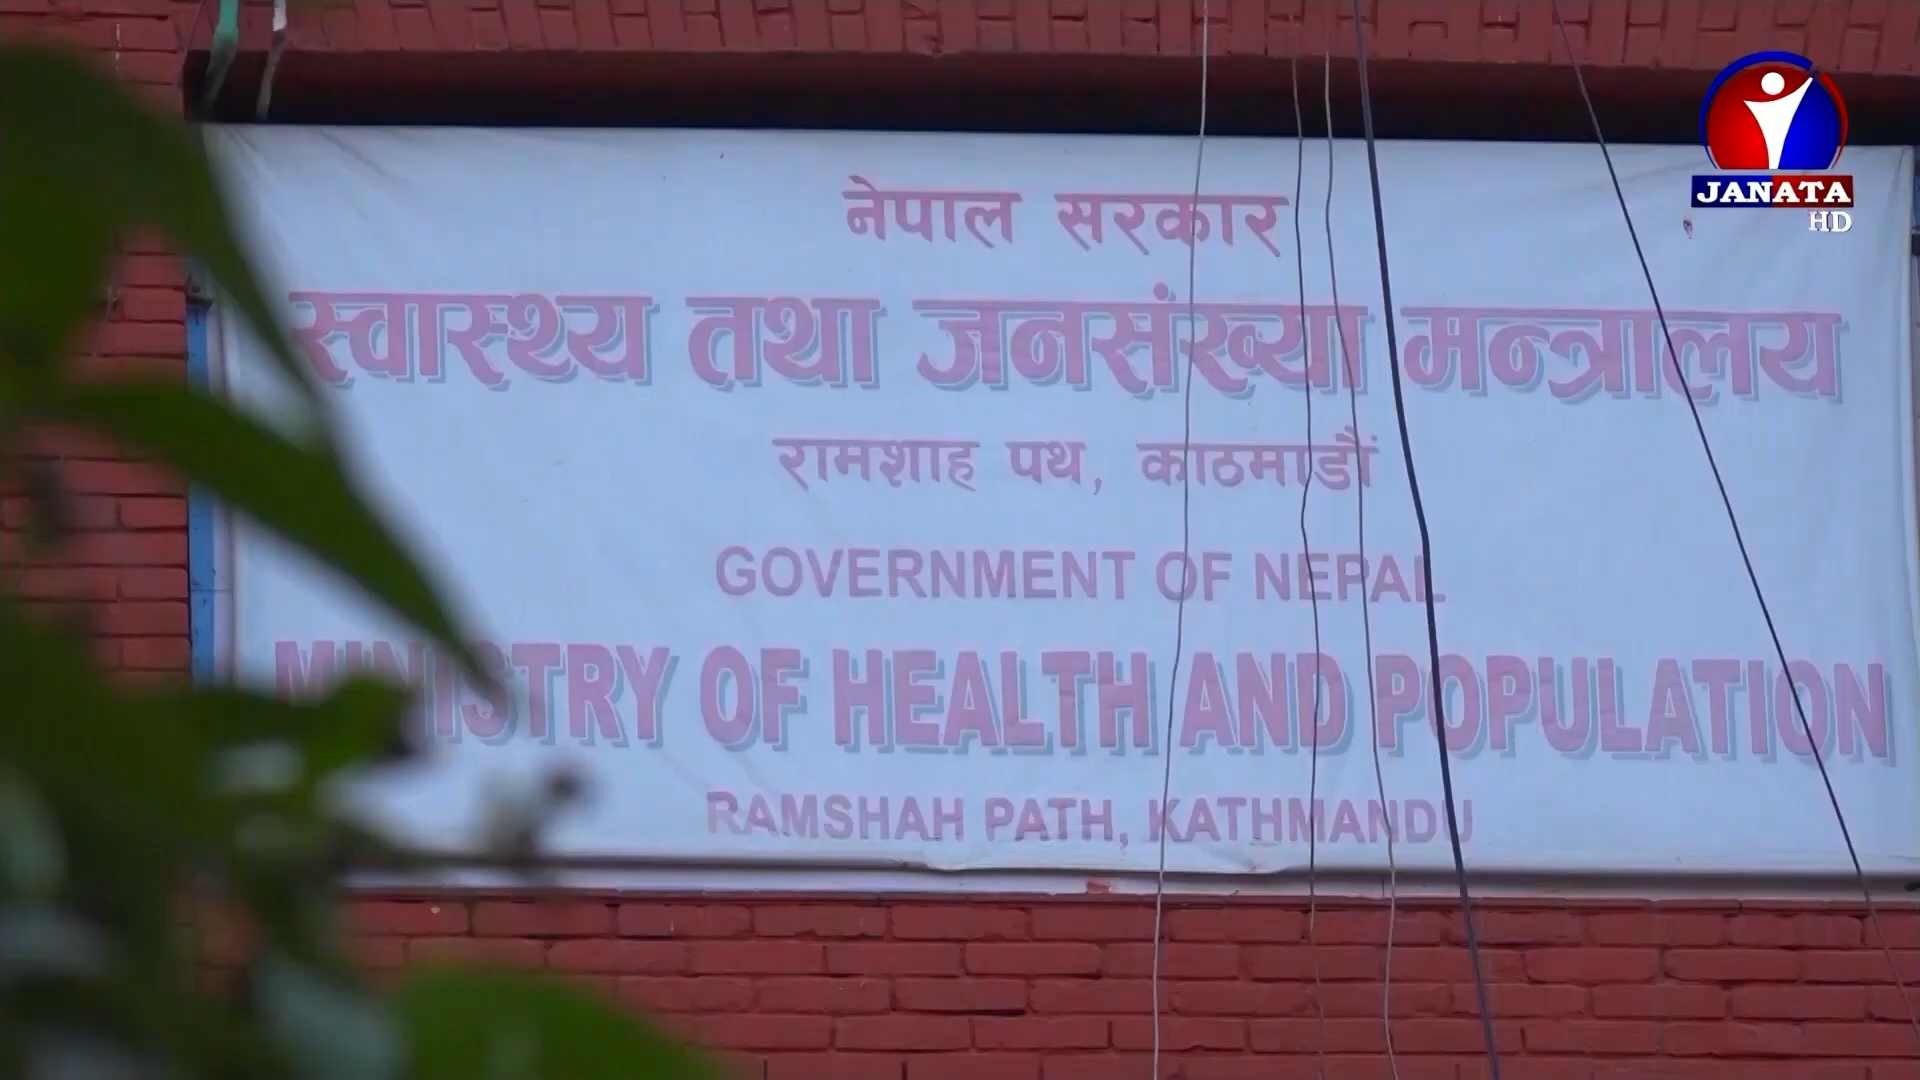 नेपाल सरकार
स्वास्थ्य तथा जनसंख्या मन्त्रालय
रामशाह पथ, काठमाडौं
GOVERNMENT OF NEPAL
MINISTRY OF HEALTH AND POPULATION
RAMSHAH PATH, KATHMANDU
JANATA
HD